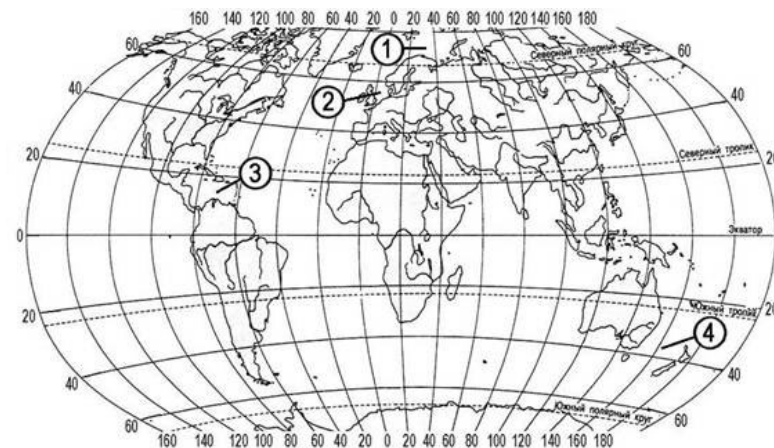 160 140 120 100 80 60 40 20 0 20 40 60 80 100 120 140 160 180
60 1 Северный полярный круг 60
40 2 40
Северный тропик
20 3 20
0 Экватор 0
20 Южный тропик 20
4
40 40
60 Южный полярный круг 60
180 160 140 120 100 80 60 40 20 0 20 40 60 80 100 120 140 160 180